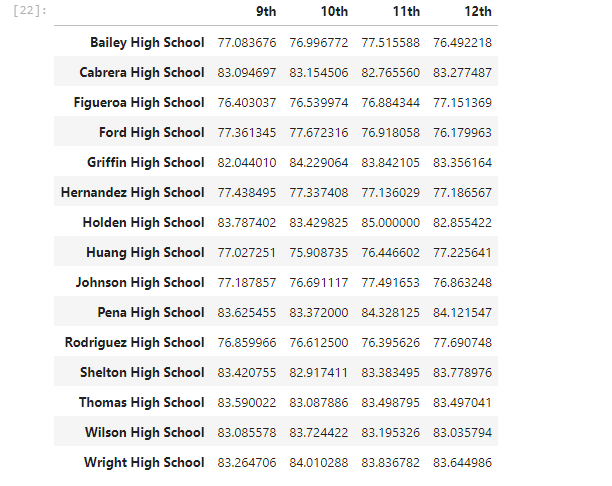 [22]: 9th 10th 11th 12th
Bailey High School 77.083676 76.996772 77.515588 76.492218
Cabrera High School 83.094697 83.154506 82.765560 83.277487
Figueroa High School 76.403037 76.539974 76.884344 77.151369
Ford High School 77.361345 77.672316 76.918058 76.179963
Griffin High School 82.044010 84.229064 83.842105 83.356164
Hernandez High School 77.438495 77.337408 77.136029 77.186567
Holden High School 83.787402 83.429825 85.000000 82.855422
Huang High School 77.027251 75.908735 76.446602 77.225641
Johnson High School 77.187857 76.691117 77.491653 76.863248
Pena High School 83.625455 83.372000 84.328125 84.121547
Rodriguez High School 76.859966 76.612500 76.395626 77.690748
Shelton High School 83.420755 82.917411 83.383495 83.778976
Thomas High School 83.590022 83.087886 83.498795 83.497041
Wilson High School 83.085578 83.724422 83.195326 83.035794
Wright High School 83.264706 84.010288 83.836782 83.644986